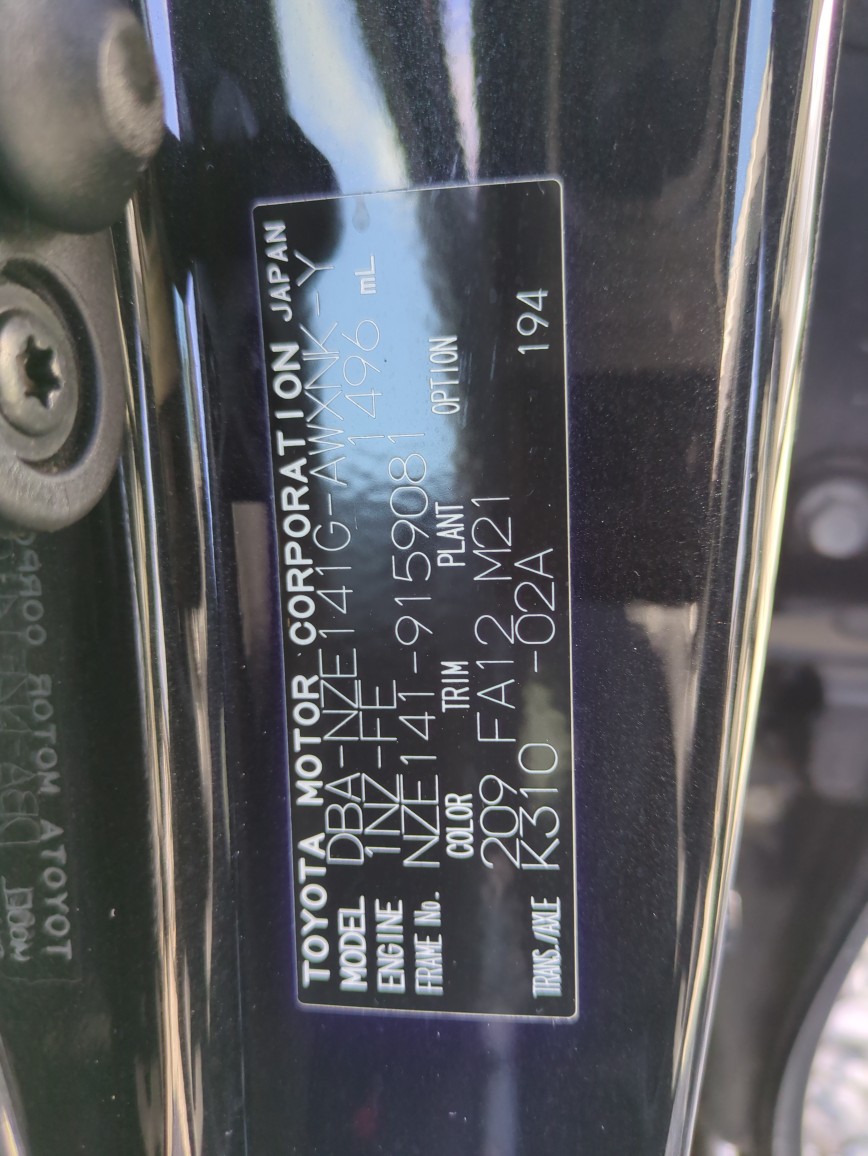 TOYOTA MOTOR CORPORATION JAPAN
MODEL DBA-NZE141G-AWXNK-Y
ENGINE 1NZ-FE 1496 mL
FRAME No. NZE141-9159081
COLOR TRIM PLANT OPTION
209 FA12 M21
TRANS./AXLE K310 -02A 194